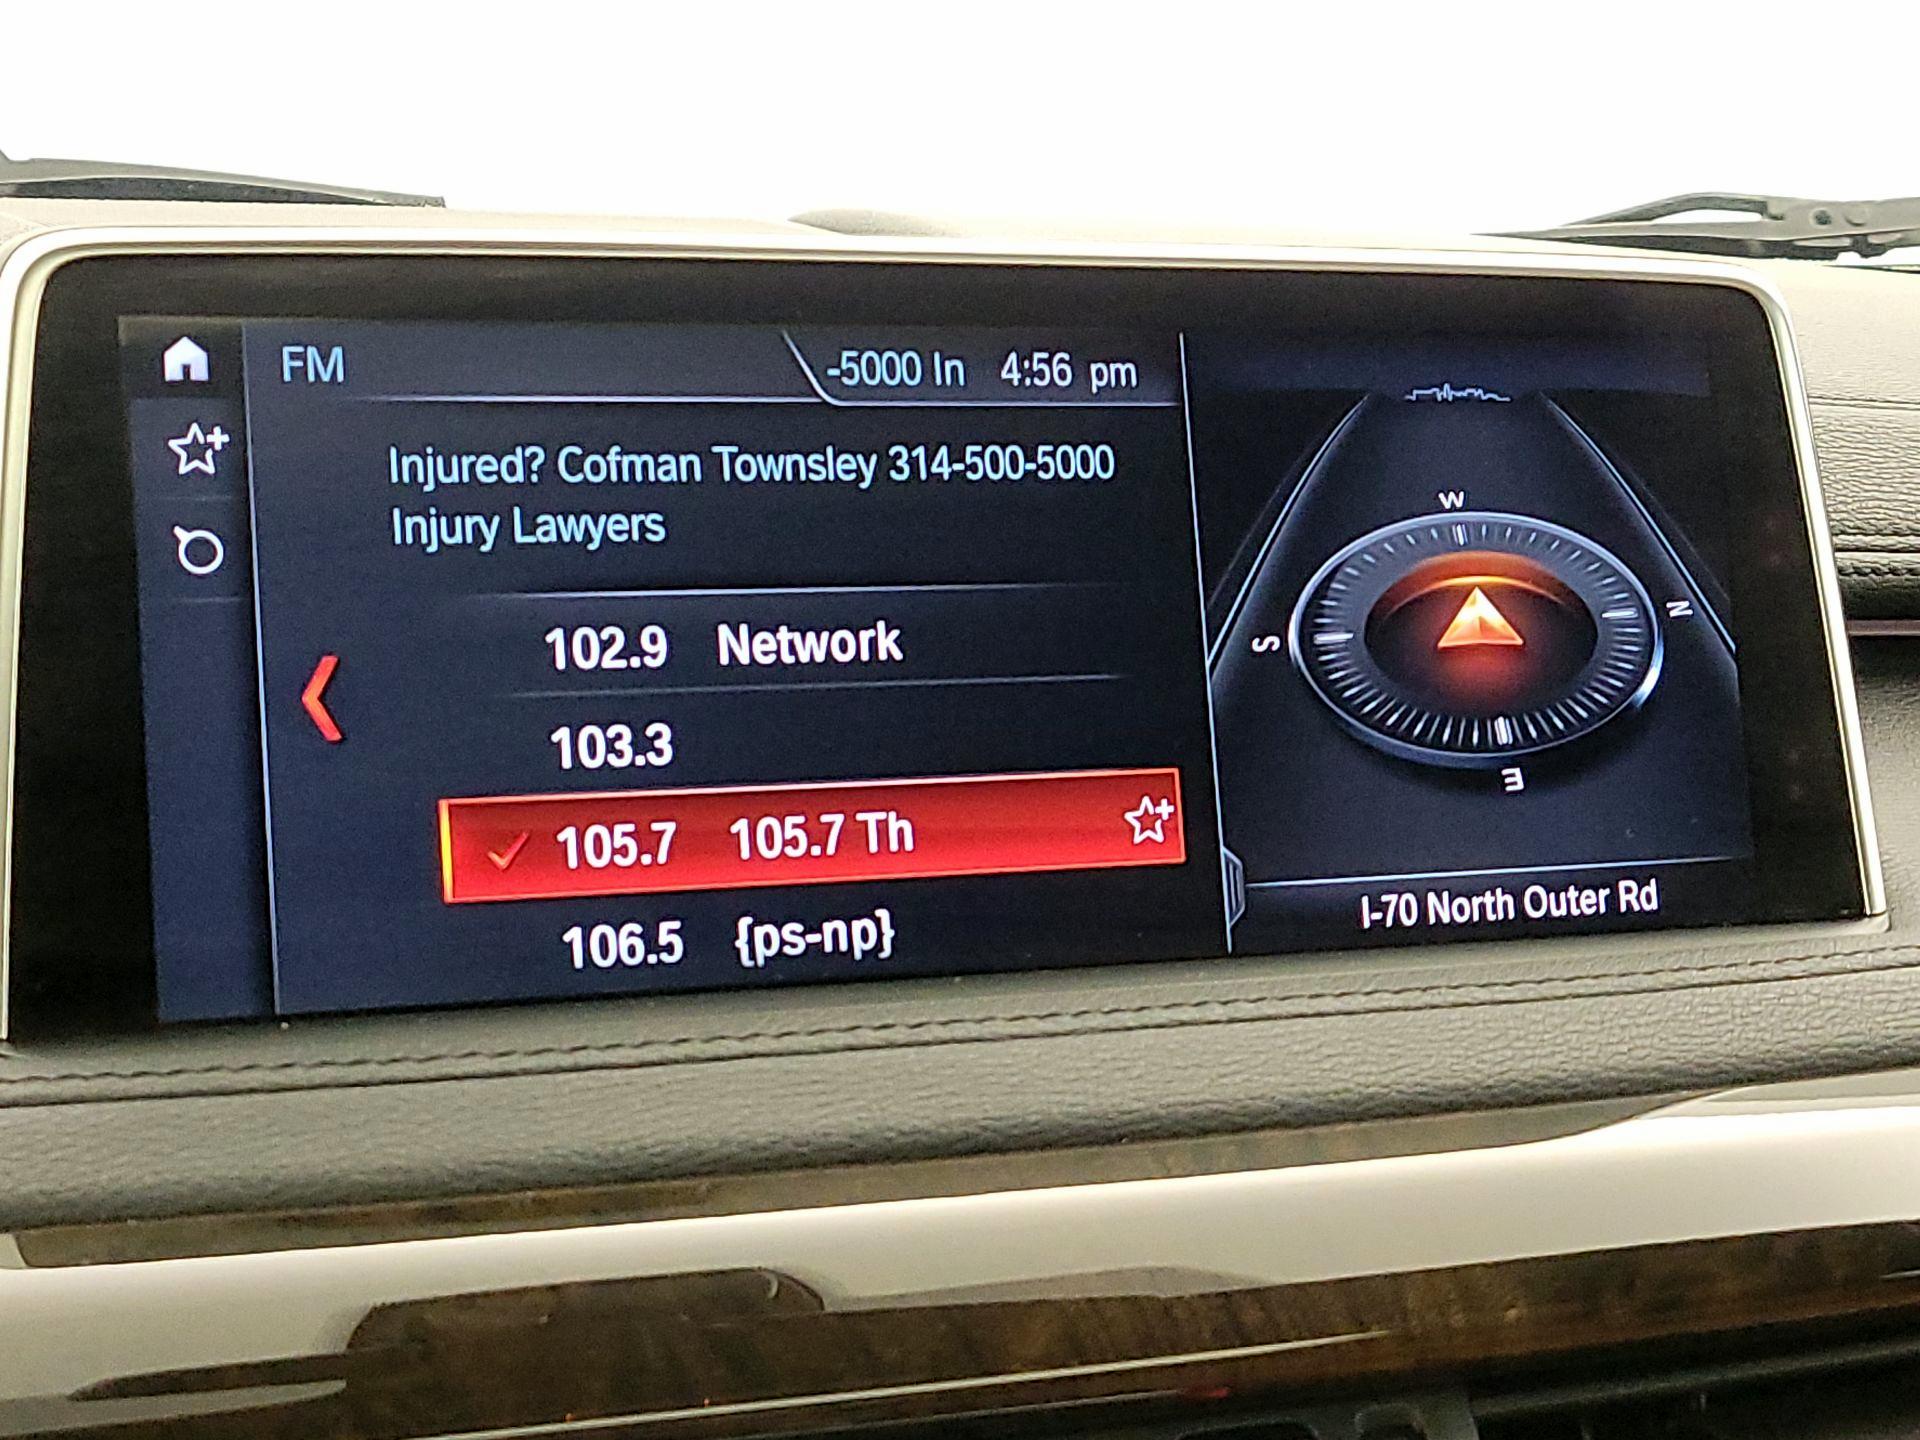 FM
-5000 In 4:56 pm
Injured? Cofman Townsley 314-500-5000
Injury Lawyers
102.9 Network
103.3
105.7 105.7 Th
106.5 {ps-np}
W
S
N
E
I-70 North Outer Rd